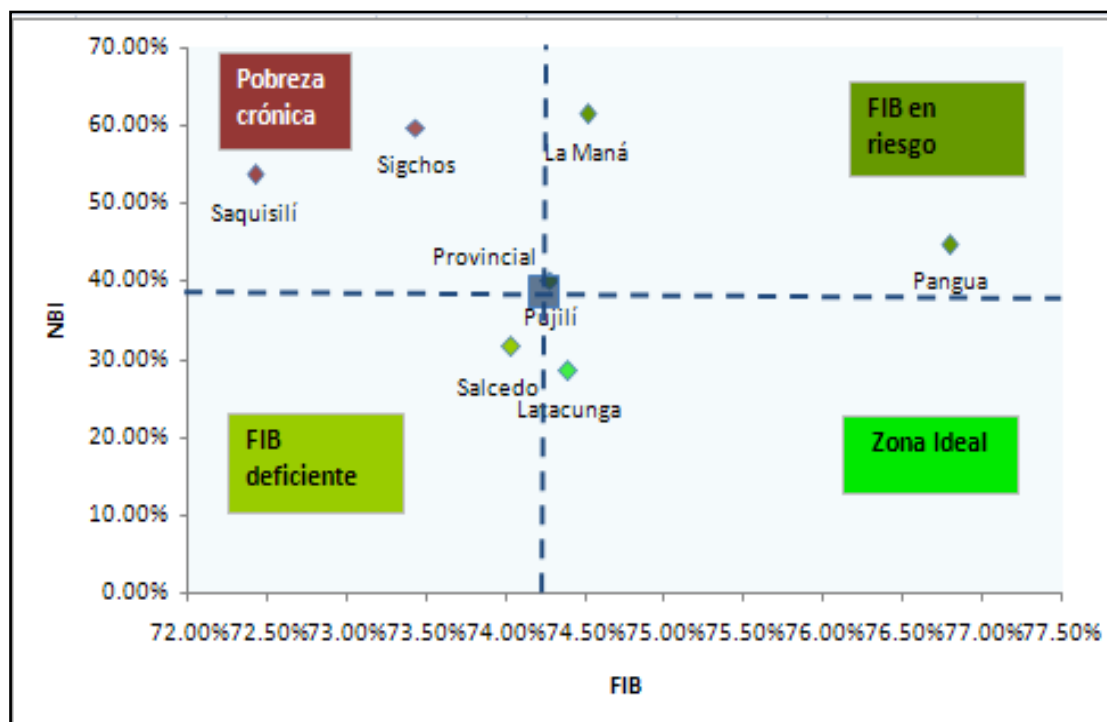 70.00%
60.00%
50.00%
40.00%
30.00%
20.00%
10.00%
0.00%
NBI
Pobreza
crónica
FIB en
riesgo
Sigchos
La Maná
Saquisilí
Provincial
Pangua
Pujilí
Salcedo
Latacunga
FIB
deficiente
Zona Ideal
72.00%72.50%73.00%73.50%74.00%74.50%75.00%75.50%76.00%76.50%77.00%77.50%
FIB